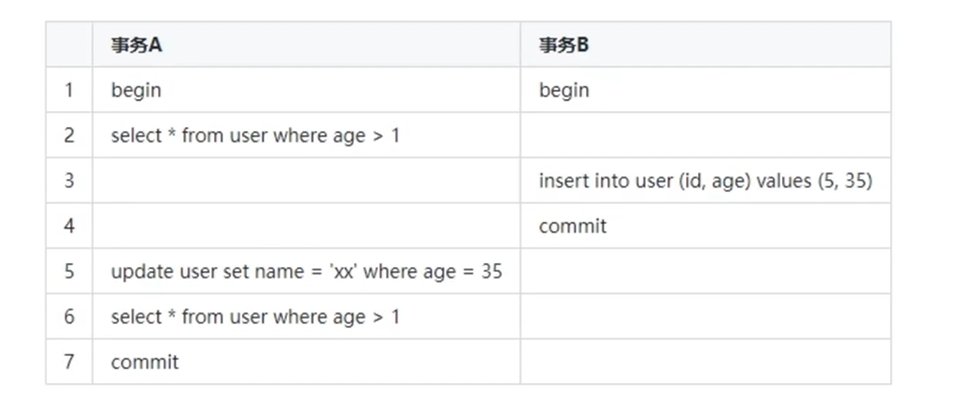 事务A 事务B
1 begin begin
2 select * from user where age > 1
3 insert into user (id, age) values (5, 35)
4 commit
5 update user set name = 'xx' where age = 35
6 select * from user where age > 1
7 commit